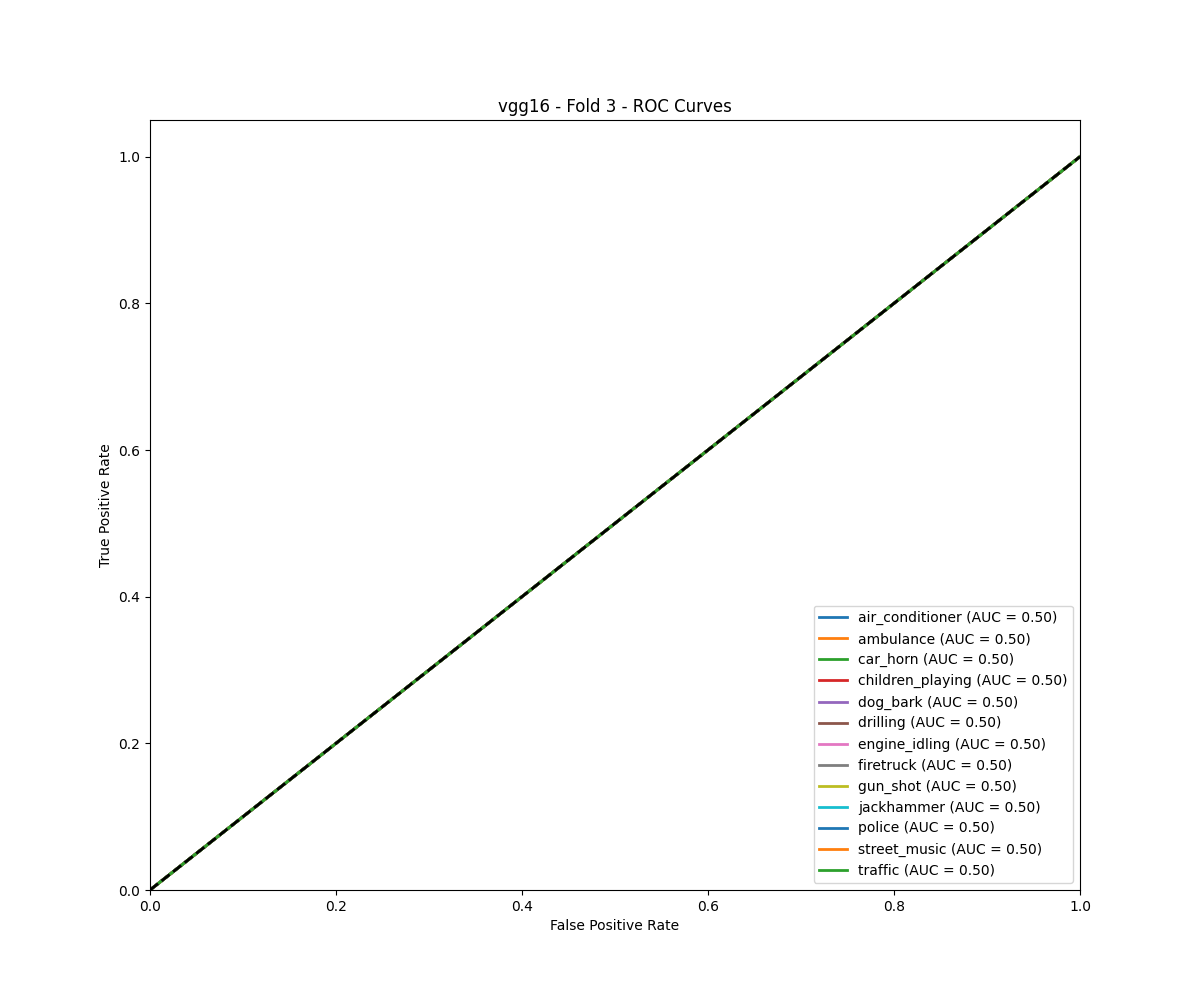 vgg16 - Fold 3 - ROC Curves
True Positive Rate
1.0
0.8
0.6
0.4
0.2
0.0
0.0 0.2 0.4 0.6 0.8 1.0
False Positive Rate
air_conditioner (AUC = 0.50)
ambulance (AUC = 0.50)
car_horn (AUC = 0.50)
children_playing (AUC = 0.50)
dog_bark (AUC = 0.50)
drilling (AUC = 0.50)
engine_idling (AUC = 0.50)
firetruck (AUC = 0.50)
gun_shot (AUC = 0.50)
jackhammer (AUC = 0.50)
police (AUC = 0.50)
street_music (AUC = 0.50)
traffic (AUC = 0.50)